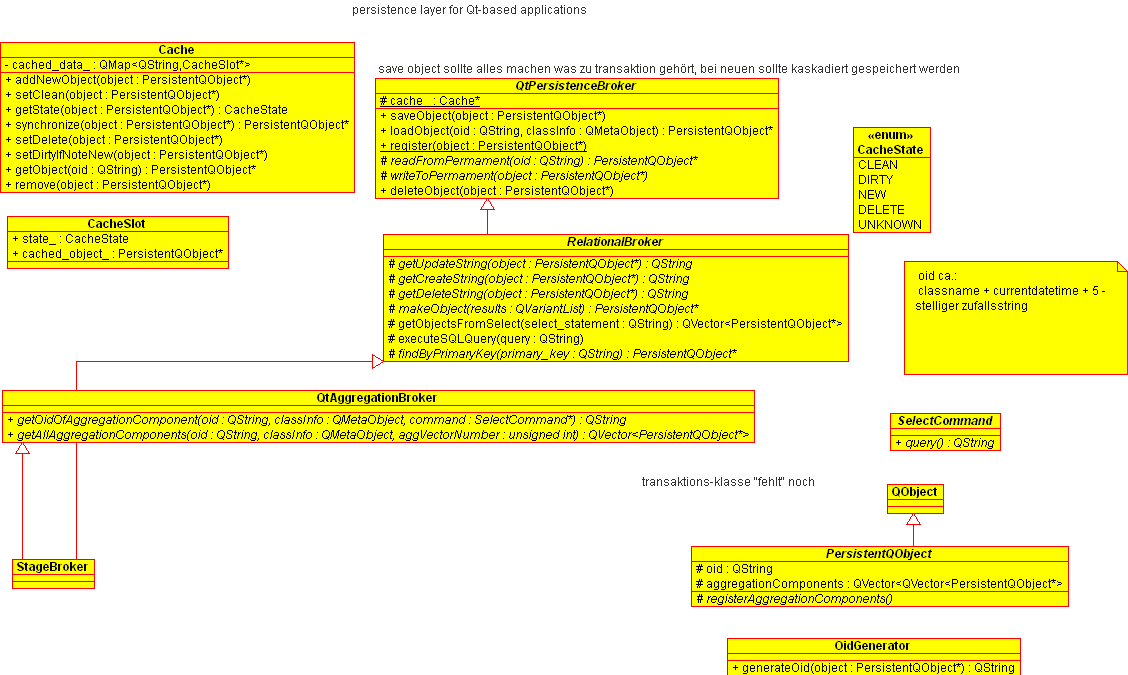 persistence layer for Qt-based applications
Cache
- cached_data_ : QMap<QString,CacheSlot*>
+ addNewObject(object : PersistentQObject*)
+ setClean(object : PersistentQObject*)
+ getState(object : PersistentQObject*) : CacheState
+ synchronize(object : PersistentQObject*) : PersistentQObject*
+ setDelete(object : PersistentQObject*)
+ setDirtyIfNoteNew(object : PersistentQObject*)
+ getObject(oid : QString) : PersistentQObject*
+ remove(object : PersistentQObject*)
save object sollte alles machen was zu transaktion gehört, bei neuen sollte kaskadiert gespeichert werden
QtPersistenceBroker
# cache_ : Cache*
+ saveObject(object : PersistentQObject*)
+ loadObject(oid : QString, classInfo : QMetaObject) : PersistentQObject*
+ register(object : PersistentQObject*)
# readFromPermament(oid : QString) : PersistentQObject*
# writeToPermament(object : PersistentQObject*)
+ deleteObject(object : PersistentQObject*)
«enum»
CacheState
CLEAN
DIRTY
NEW
DELETE
UNKNOWN
CacheSlot
+ state_ : CacheState
+ cached_object_ : PersistentQObject*
RelationalBroker
# getUpdateString(object : PersistentQObject*) : QString
# getCreateString(object : PersistentQObject*) : QString
# getDeleteString(object : PersistentQObject*) : QString
# makeObject(results : QVariantList) : PersistentQObject*
# getObjectsFromSelect(select_statement : QString) : QVector<PersistentQObject*>
# executeSQLQuery(query : QString)
# findByPrimaryKey(primary_key : QString) : PersistentQObject*
oid ca.:
classname + currentdatetime + 5 -
stelliger zufallsstring
QtAggregationBroker
+ getOidOfAggregationComponent(oid : QString, classInfo : QMetaObject, command : SelectCommand*) : QString
+ getAllAggregationComponents(oid : QString, classInfo : QMetaObject, aggVectorNumber : unsigned int) : QVector<PersistentQObject*>
SelectCommand
+ query() : QString
transaktions-klasse "fehlt" noch
QObject
StageBroker
PersistentQObject
# oid : QString
# aggregationComponents : QVector<QVector<PersistentQObject*>
# registerAggregationComponents()
OidGenerator
+ generateOid(object : PersistentQObject*) : QString